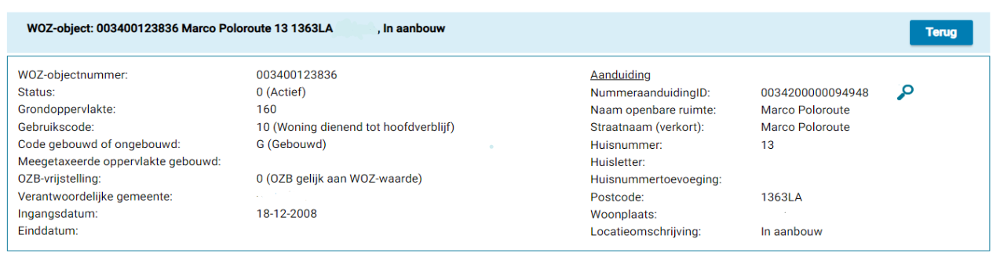 WOZ-object: 003400123836 Marco Poloroute 13 1363LA , In aanbouw
Terug
WOZ-objectnummer: 003400123836
Status: 0 (Actief)
Grondoppervlakte: 160
Gebruikscode: 10 (Woning dienend tot hoofdverblijf)
Code gebouwd of ongebouwd: G (Gebouwd)
Meegetaxeerde oppervlakte gebouwd:
OZB-vrijstelling: 0 (OZB gelijk aan WOZ-waarde)
Verantwoordelijke gemeente:
Ingangsdatum: 18-12-2008
Einddatum:
Aanduiding
NummeraanduidingID: 0034200000094948
Naam openbare ruimte: Marco Poloroute
Straatnaam (verkort): Marco Poloroute
Huisnummer: 13
Huisletter:
Huisnummertoevoeging:
Postcode: 1363LA
Woonplaats:
Locatieomschrijving: In aanbouw